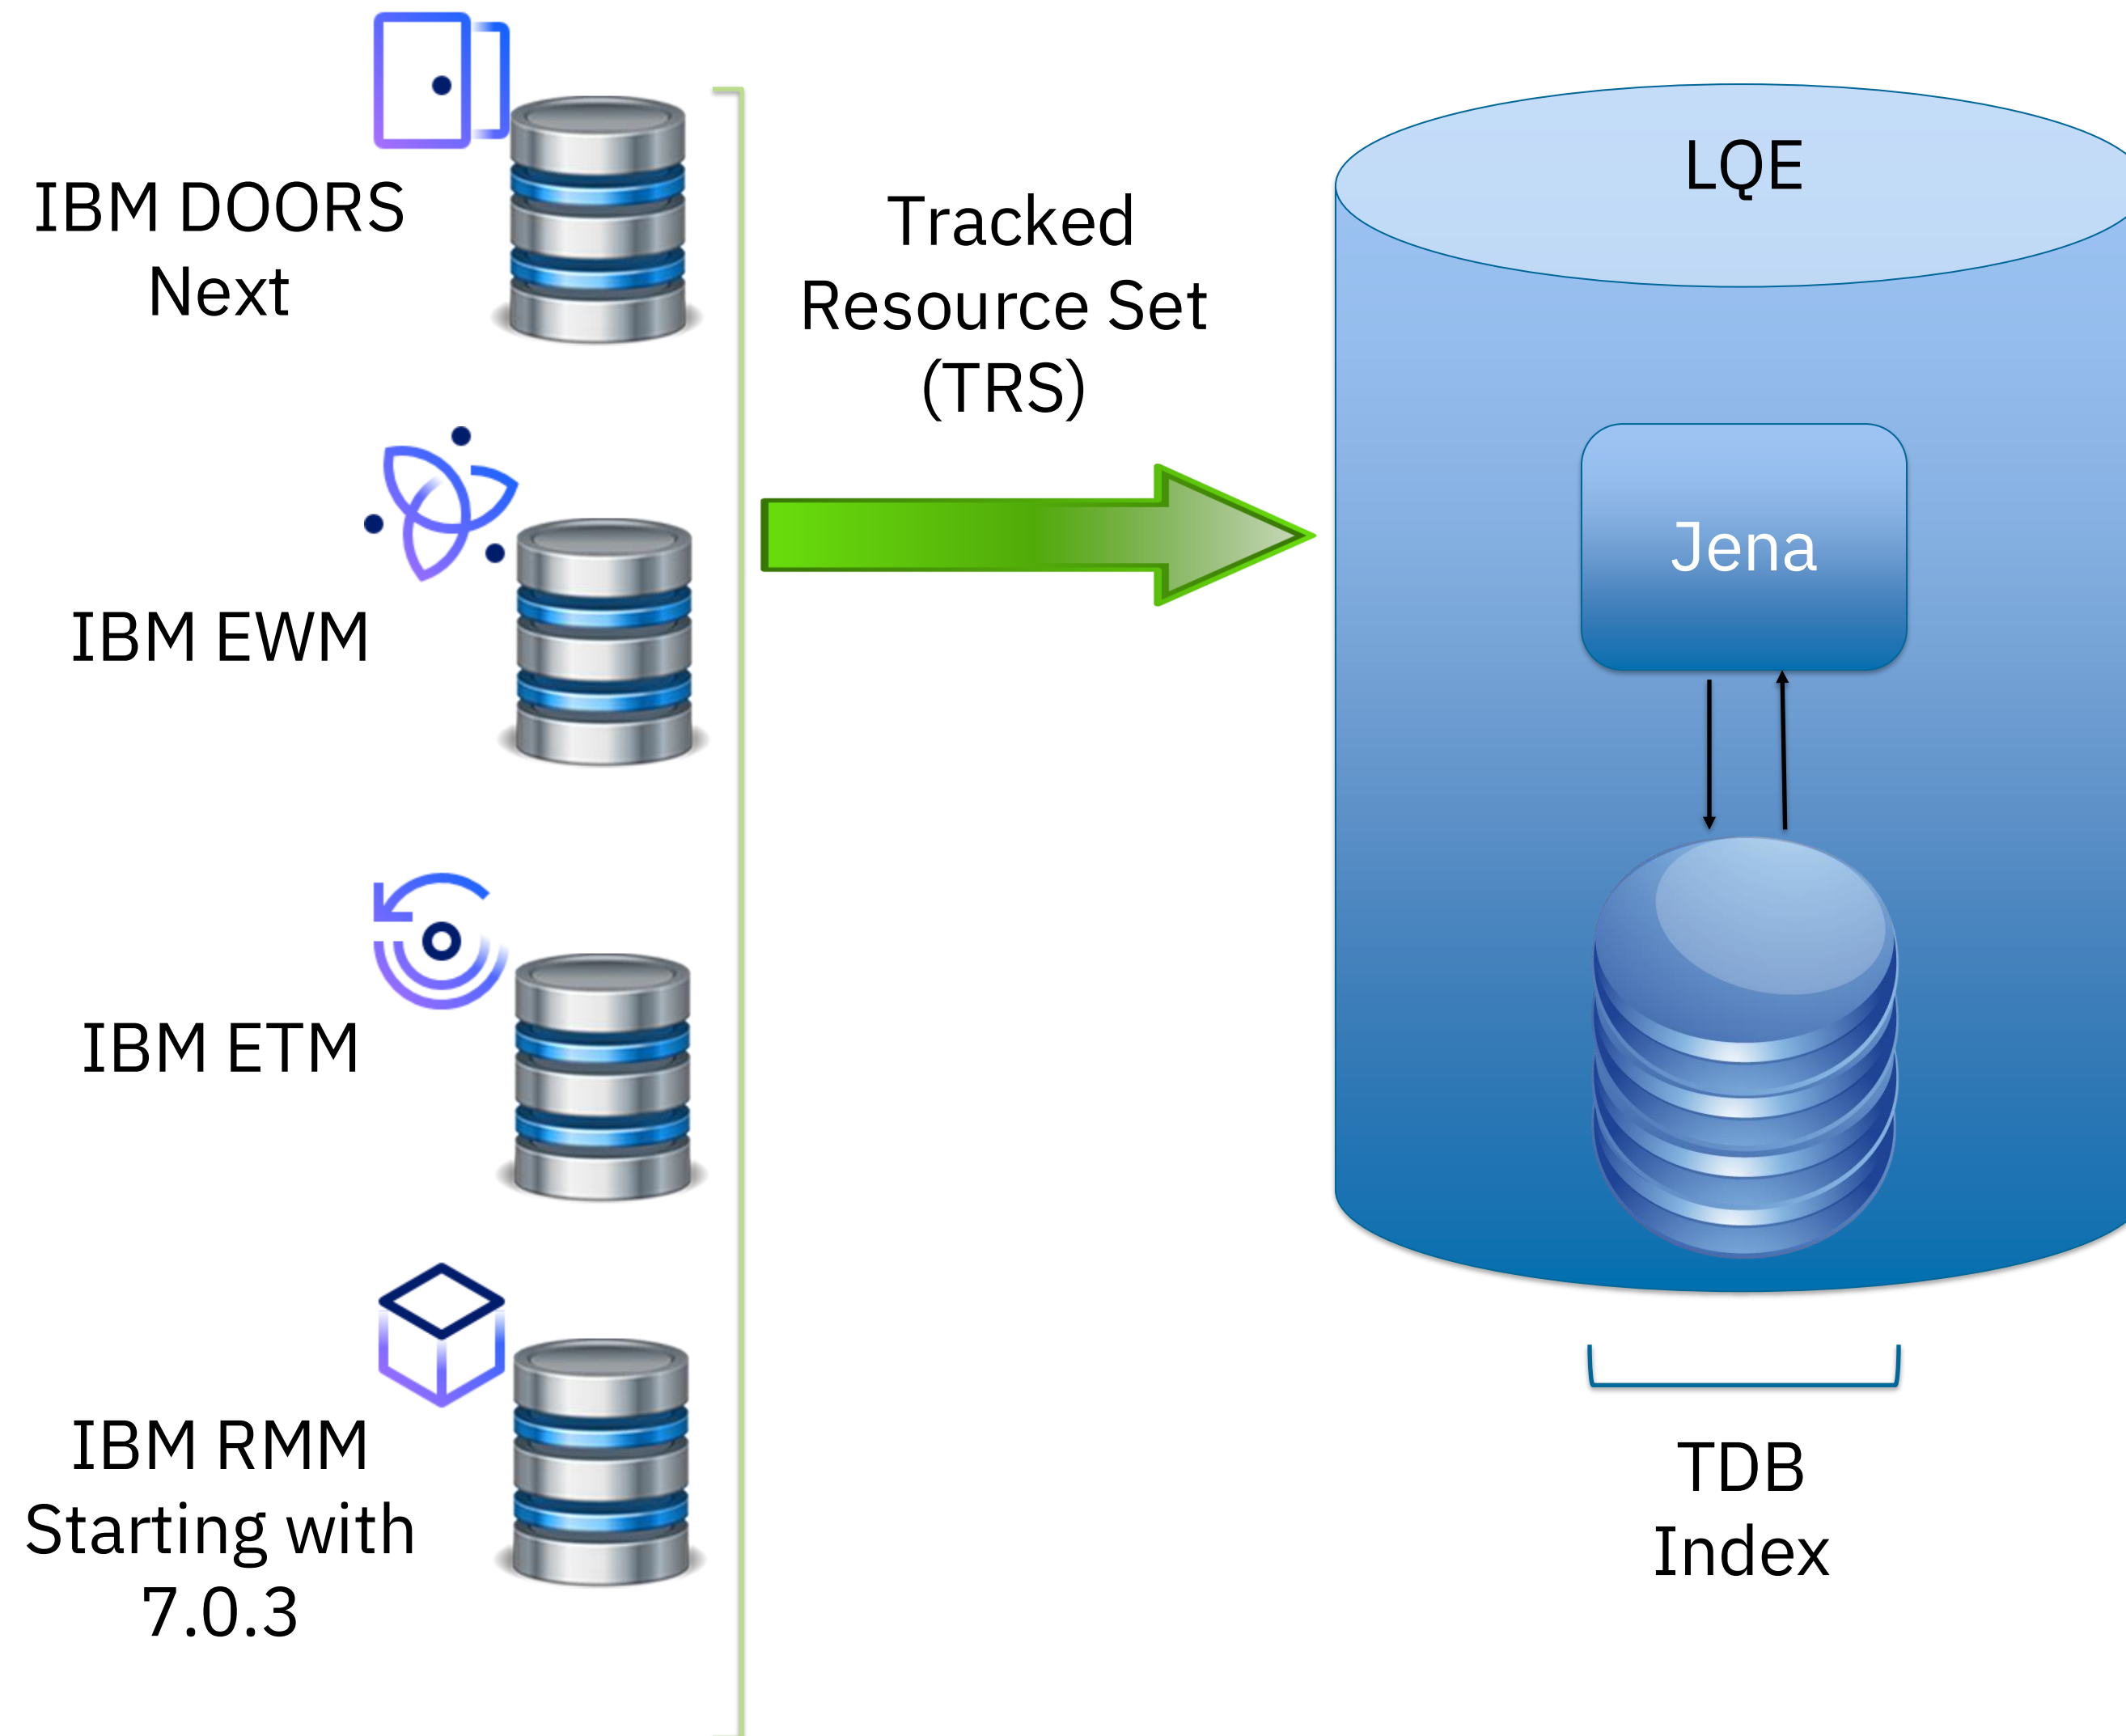 IBM DOORS
Next
Tracked
Resource Set
(TRS)
LQE
Jena
IBM EWM
IBM ETM
IBM RMM
Starting with
7.0.3
TDB
Index